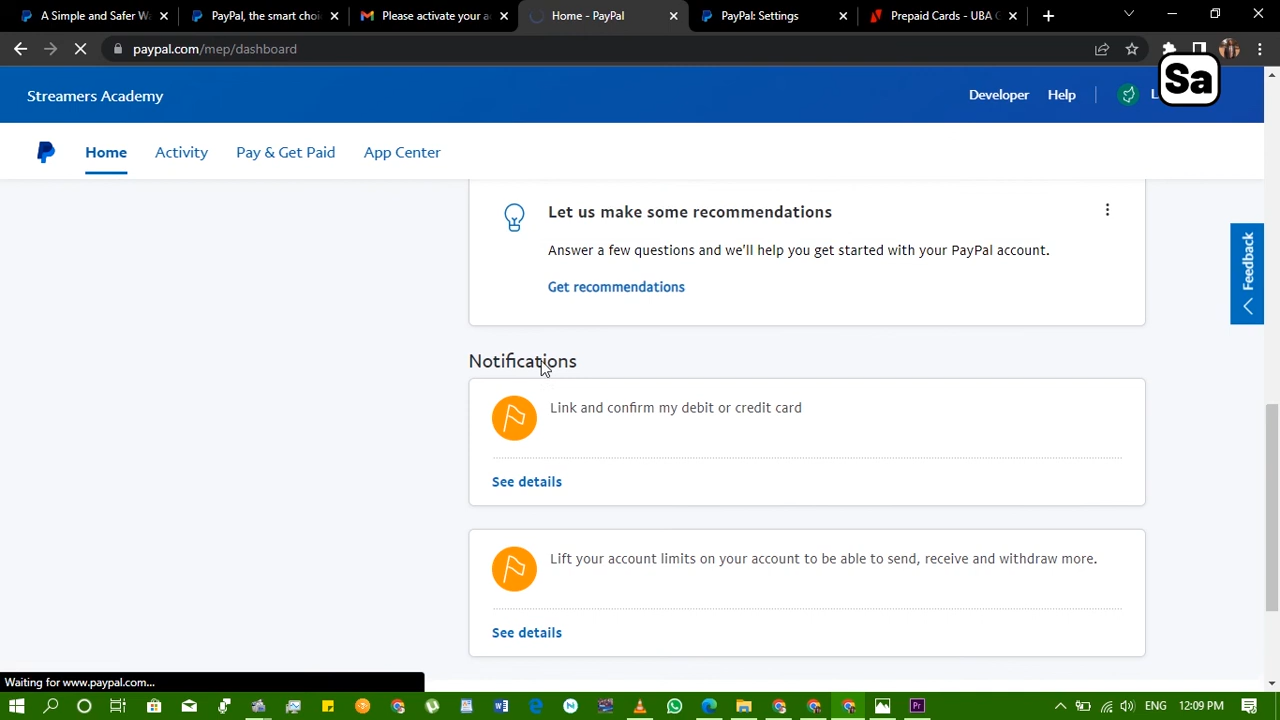 A Simple and Safer Wa
PayPal, the smart choi
Please activate your a
Home - PayPal
PayPal: Settings
Prepaid Cards - UBA G
paypal.com/mep/dashboard
Sa
Streamers Academy
Developer
Help
Home
Activity
Pay & Get Paid
App Center
Let us make some recommendations
Answer a few questions and we'll help you get started with your PayPal account.
Get recommendations
Feedback
Notifications
Link and confirm my debit or credit card
See details
Lift your account limits on your account to be able to send, receive and withdraw more.
See details
Waiting for www.paypal.com...
ENG
12:09 PM